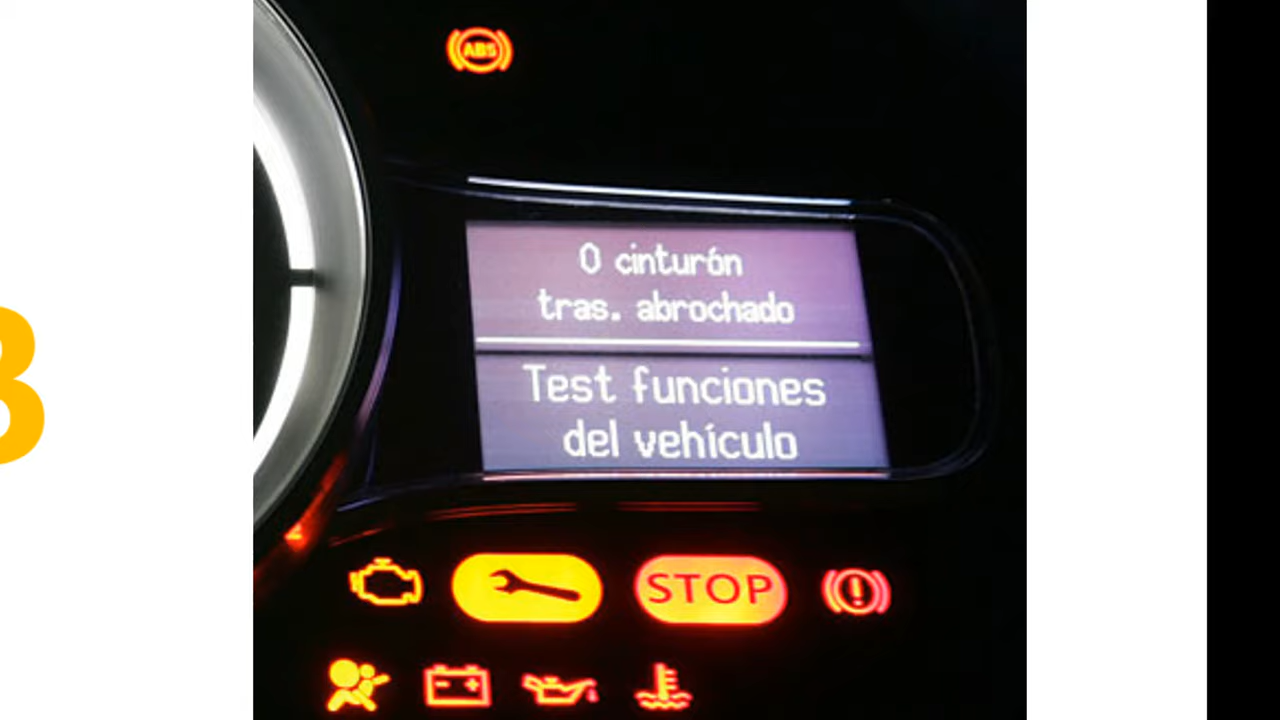 ABS
0 cinturón
tras. abrochado
Test funciones
del vehículo
STOP